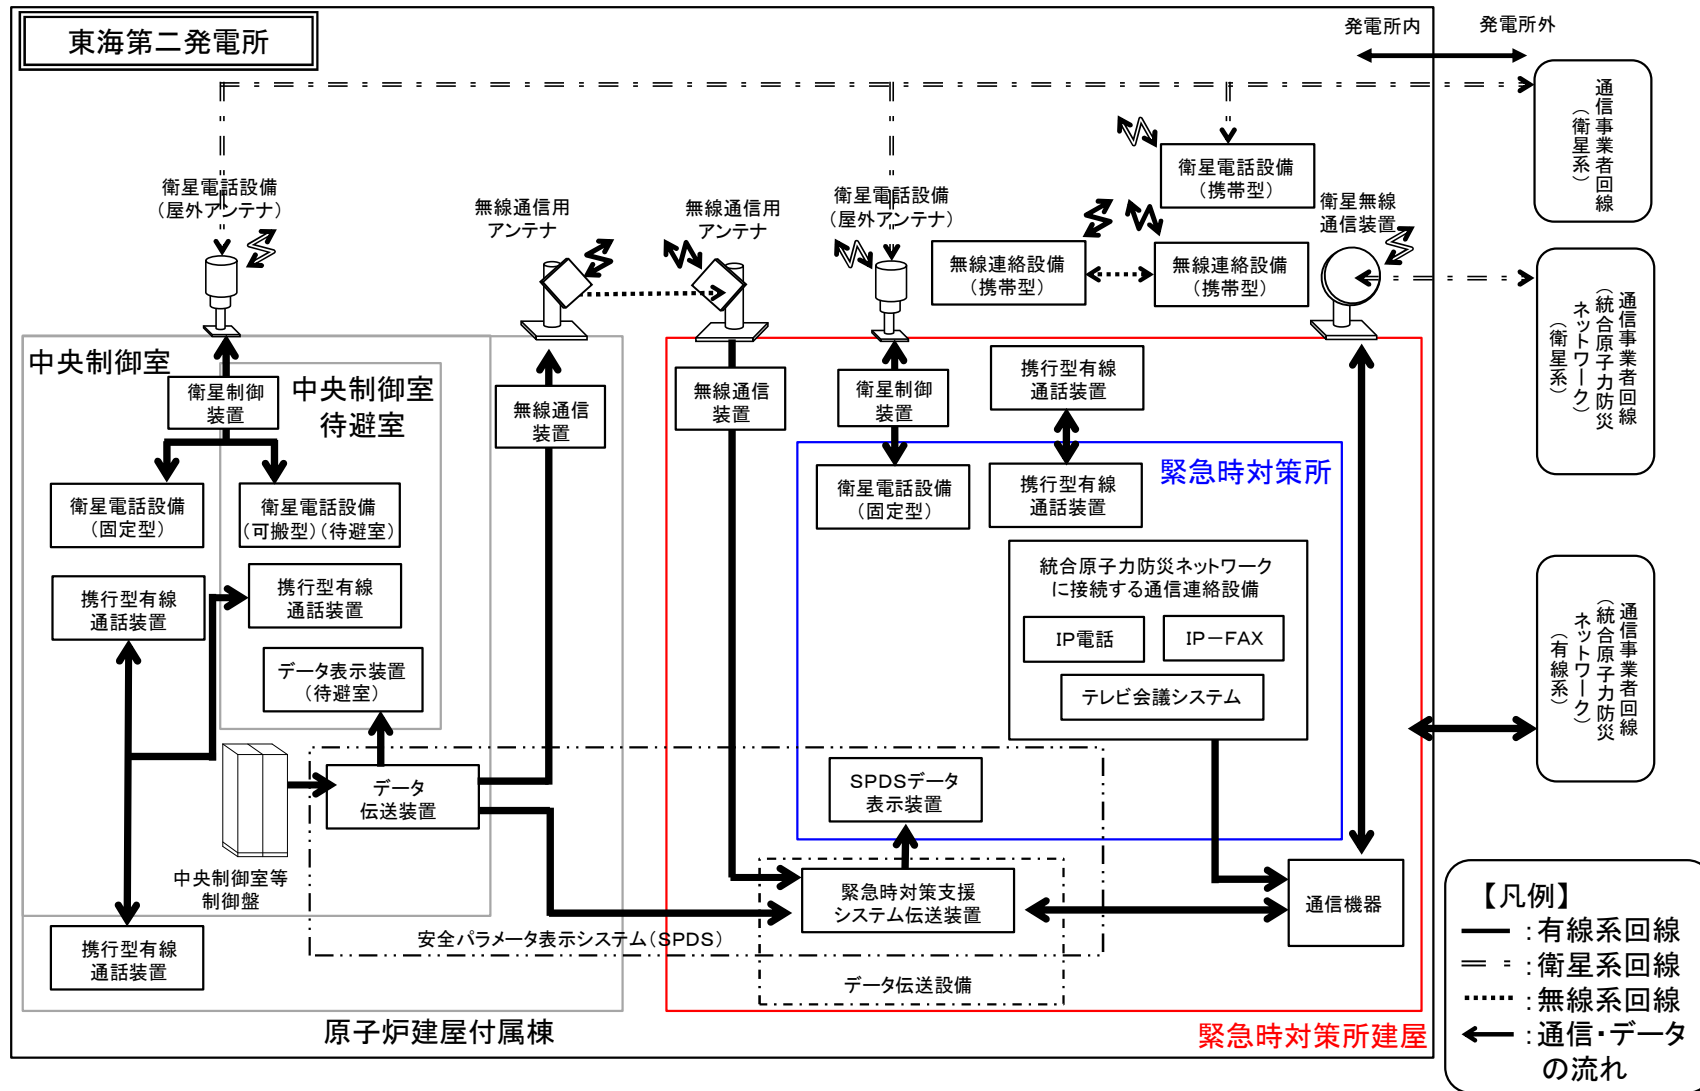 東海第二発電所
発電所内
発電所外
通信事業者回線
(衛星系)
衛星電話設備
(携帯型)
衛星電話設備
(屋外アンテナ)
無線通信用
アンテナ
無線通信用
アンテナ
衛星電話設備
(屋外アンテナ)
無線連絡設備
(携帯型)
無線連絡設備
(携帯型)
衛星無線
通信装置
通信事業者回線
(統合原子力防災
ネットワーク)
(衛星系)
中央制御室
中央制御室
待避室
衛星制御
装置
無線通信
装置
無線通信
装置
衛星制御
装置
携行型有線
通話装置
緊急時対策所
衛星電話設備
(固定型)
衛星電話設備
(可搬型)(待避室)
衛星電話設備
(固定型)
携行型有線
通話装置
携行型有線
通話装置
携行型有線
通話装置
統合原子力防災ネットワーク
に接続する通信連絡設備
IP電話
IP-FAX
テレビ会議システム
通信事業者回線
(統合原子力防災
ネットワーク)
(有線系)
データ表示装置
(待避室)
データ
伝送装置
SPDSデータ
表示装置
中央制御室等
制御盤
緊急時対策支援
システム伝送装置
通信機器
携行型有線
通話装置
安全パラメータ表示システム(SPDS)
データ伝送設備
原子炉建屋付属棟
緊急時対策所建屋
【凡例】
:有線系回線
:衛星系回線
:無線系回線
:通信・データ
の流れ